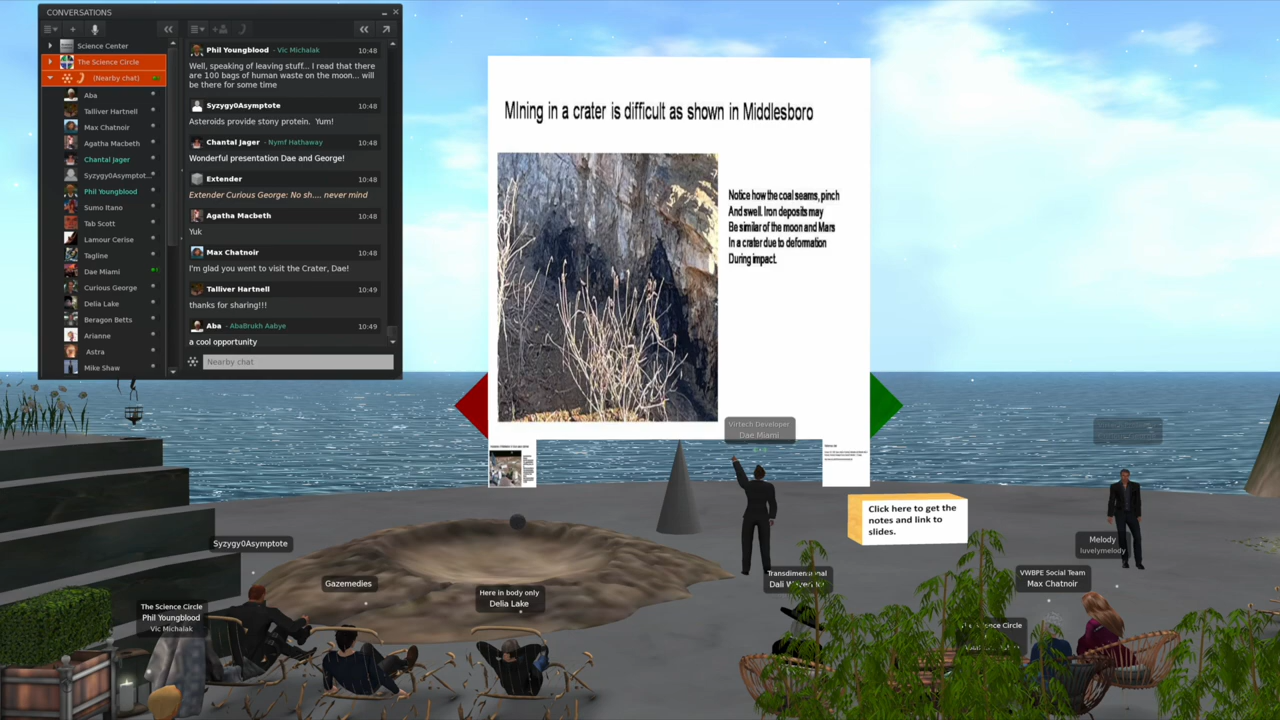 CONVERSATIONS
Science Center
The Science Circle
(Nearby chat)
Aba
Talliver Hartnell
Max Chatnoir
Agatha Macbeth
Chantal Jager
Syzygy0Asymptot...
Phil Youngblood
Sumo Itano
Tab Scott
Lamour Cerise
Tagline
Dae Miami
Curious George
Delia Lake
Beragon Betts
Arianne
Astra
Mike Shaw
Phil Youngblood - Vic Michalak 10:48
Well, speaking of leaving stuff... I read that there
are 100 bags of human waste on the moon... will
be there for some time
Syzygy0Asymptote 10:48
Asteroids provide stony protein. Yum!
Chantal Jager - Nymf Hathaway 10:48
Wonderful presentation Dae and George!
Extender 10:48
Extender Curious George: No sh.... never mind
Agatha Macbeth 10:48
Yuk
Max Chatnoir 10:48
I'm glad you went to visit the Crater, Dae!
Talliver Hartnell 10:49
thanks for sharing!!!
Aba - AbaBrukh Aabye 10:49
a cool opportunity
Nearby chat
MIning in a crater is difficult as shown in Middlesboro
Notice how the coal seams, pinch
And swell. Iron deposits may
Be similar of the moon and Mars
In a crater due to deformation
During impact.
Virtech Developer
Dae Miami
Click here to get the
notes and link to
slides.
Syzygy0Asymptote
Gazemedies
Here in body only
Delia Lake
The Science Circle
Phil Youngblood
Vic Michalak
Transdimensional
Melody
luvelymelody
VWBPE Social Team
Max Chatnoir